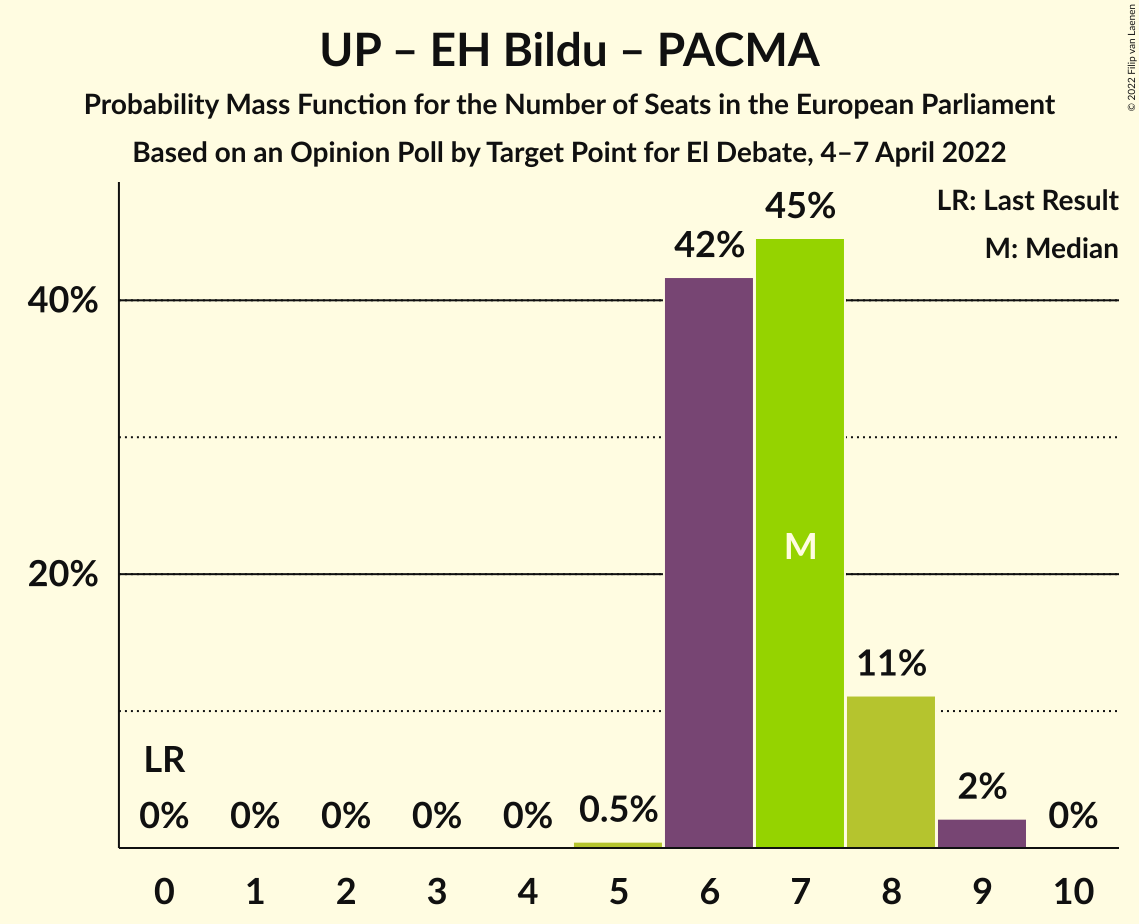 UP – EH Bildu – PACMA
Probability Mass Function for the Number of Seats in the European Parliament
Based on an Opinion Poll by Target Point for El Debate, 4–7 April 2022
© 2022 Filip van Laenen
LR: Last Result
M: Median
45%
42%
40%
M
20%
11%
LR
2%
0% 0% 0% 0% 0% 0.5% 0%
0 1 2 3 4 5 6 7 8 9 10